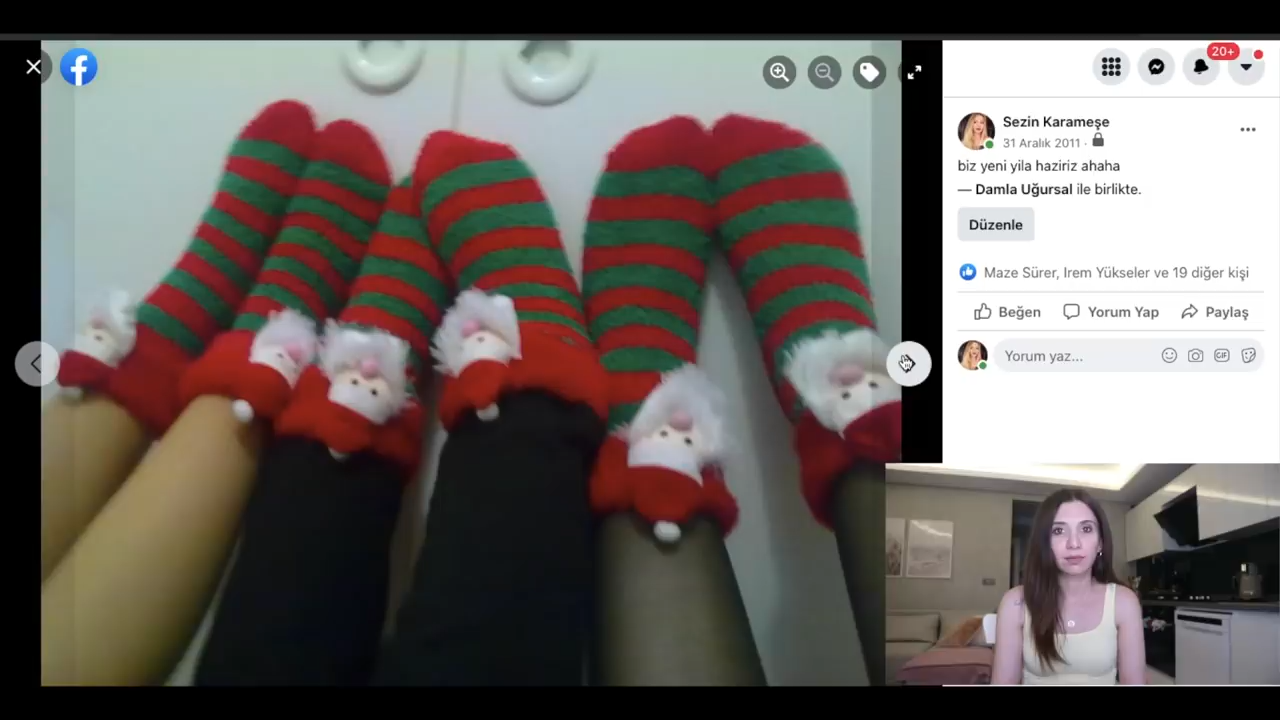 20+
Sezin Karameşe
31 Aralık 2011 ·
biz yeni yila haziriz ahaha
— Damla Uğursal ile birlikte.
Düzenle
Maze Sürer, Irem Yükseler ve 19 diğer kişi
Beğen Yorum Yap Paylaş
Yorum yaz... GIF